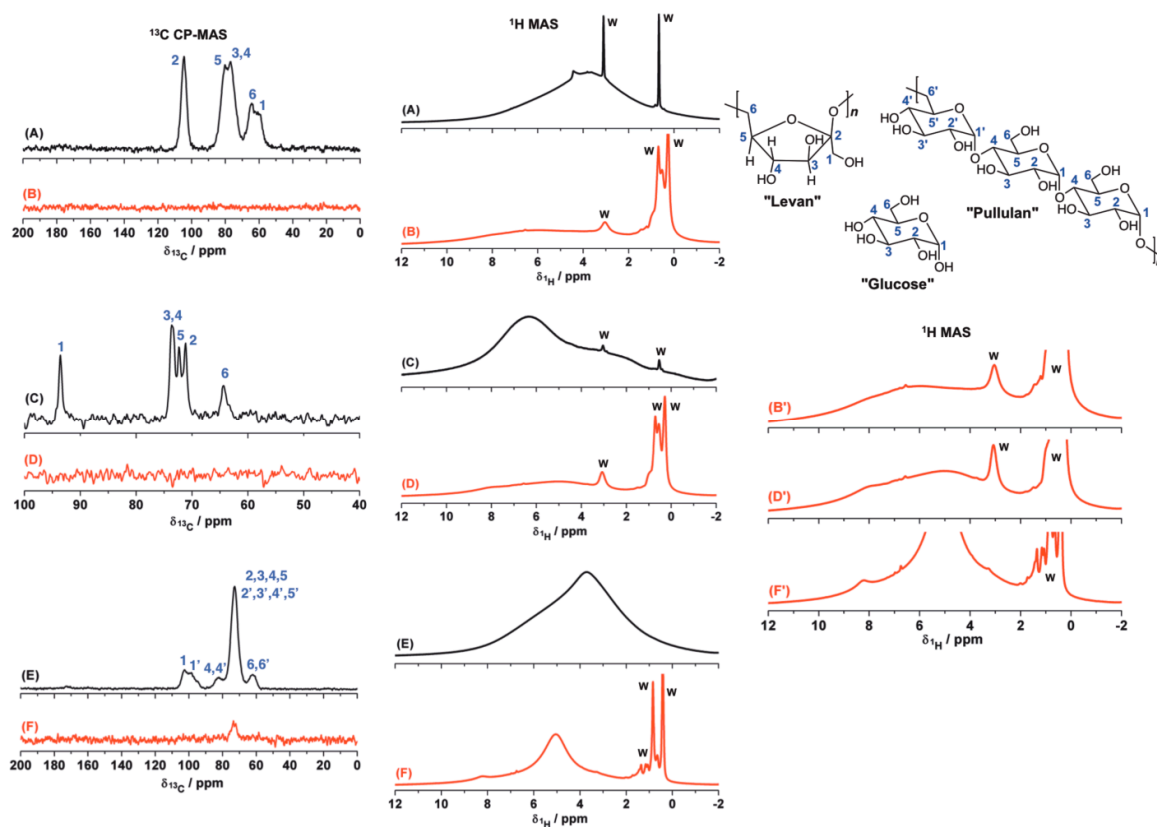 ¹³C CP-MAS
2
5
3,4
6
1
(A)
(B)
200 180 160 140 120 100 80 60 40 20 0
δ¹³C / ppm
¹H MAS
W
W
(A)
W W
W
(B)
12 10 8 6 4 2 0 -2
δ¹H / ppm
[ ]n
6
O
O
5
2
H
H
HO
4
3
1
OH
HO
H
"Levan"
6
OH
4
HO
O
5
2
HO
3
OH
1
OH
"Glucose"
[
6'
4'
O
HO
5'
2'
HO
3'
OH
1'
6
OH
O
4
O
5
2
HO
3
OH
1
6
OH
O
4
O
5
2
HO
3
OH
1
O
]n
"Pullulan"
1
3,4
5
2
6
(C)
(D)
100 90 80 70 60 50 40
δ¹³C / ppm
W
W
(C)
W W
W
(D)
12 10 8 6 4 2 0 -2
δ¹H / ppm
¹H MAS
W
W
(B')
W
W
(D')
W
(F')
12 10 8 6 4 2 0 -2
δ¹H / ppm
2,3,4,5
2',3',4',5'
1
1'
4,4'
6,6'
(E)
(F)
200 180 160 140 120 100 80 60 40 20 0
δ¹³C / ppm
(E)
W W
W
(F)
12 10 8 6 4 2 0 -2
δ¹H / ppm